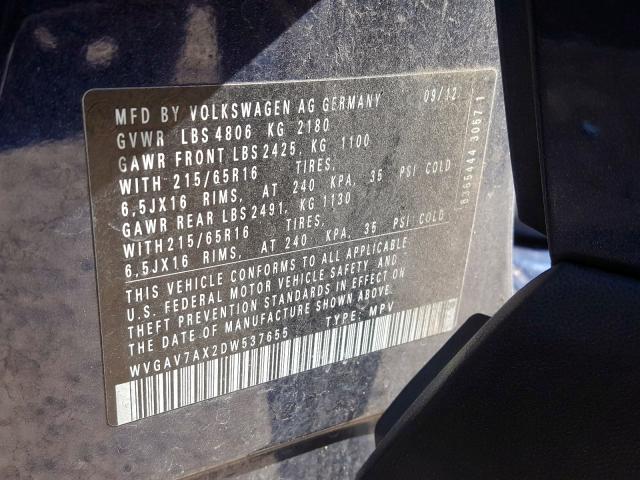 MFD BY VOLKSWAGEN AG GERMANY 09/12
GVWR LBS 4806 KG 2180
GAWR FRONT LBS 2425, KG 1100
WITH 215/65R16 TIRES,
6,5JX16 RIMS, AT 240 KPA, 35 PSI COLD
GAWR REAR LBS 2491, KG 1130
WITH 215/65R16 TIRES,
6,5JX16 RIMS, AT 240 KPA, 35 PSI COLD
THIS VEHICLE CONFORMS TO ALL APPLICABLE
U.S. FEDERAL MOTOR VEHICLE SAFETY AND
THEFT PREVENTION STANDARDS IN EFFECT ON
THE DATE OF MANUFACTURE SHOWN ABOVE.
WVGAV7AX2DW537655 TYPE: MPV